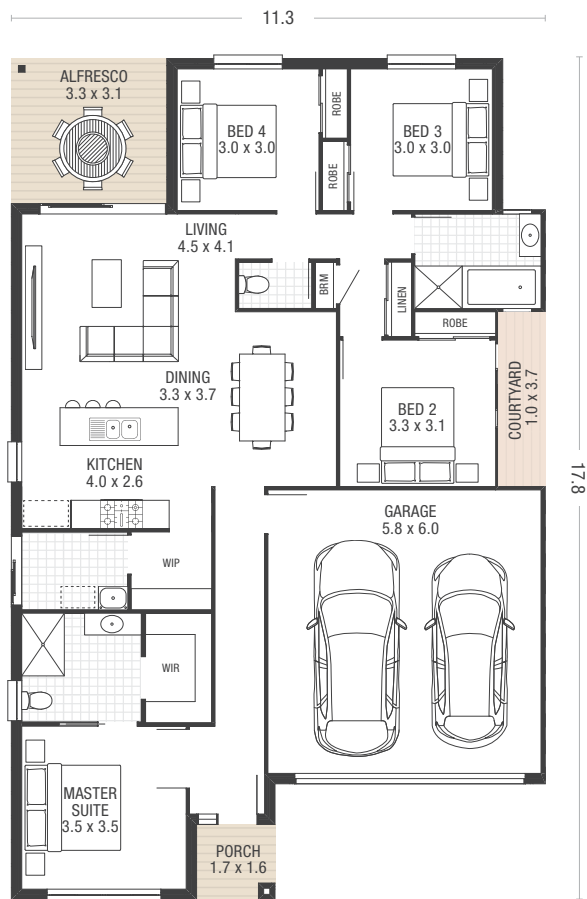 11.3
ALFRESCO
3.3 x 3.1
BED 4
3.0 x 3.0
ROBE
ROBE
BED 3
3.0 x 3.0
LIVING
4.5 x 4.1
BRM
LINEN
ROBE
DINING
3.3 x 3.7
BED 2
3.3 x 3.1
COURTYARD
1.0 x 3.7
KITCHEN
4.0 x 2.6
17.8
GARAGE
5.8 x 6.0
WIP
WIR
MASTER
SUITE
3.5 x 3.5
PORCH
1.7 x 1.6